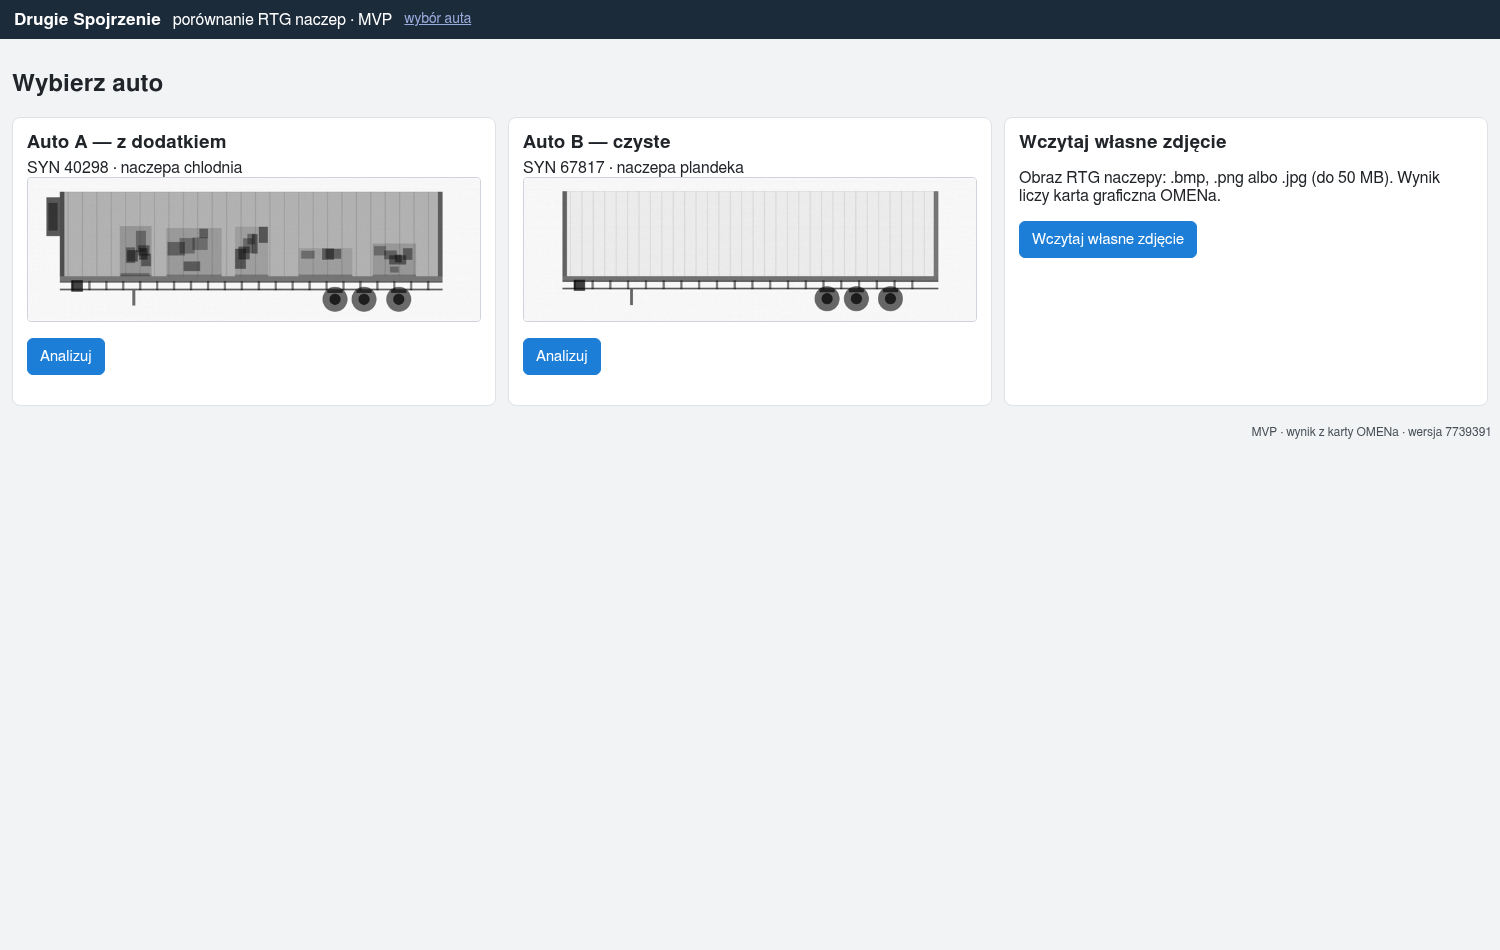 Drugie Spojrzenie porównanie RTG naczep · MVP wybór auta
Wybierz auto
Auto A — z dodatkiem
SYN 40298 · naczepa chlodnia
Analizuj
Auto B — czyste
SYN 67817 · naczepa plandeka
Analizuj
Wczytaj własne zdjęcie
Obraz RTG naczepy: .bmp, .png albo .jpg (do 50 MB). Wynik
liczy karta graficzna OMENa.
Wczytaj własne zdjęcie
MVP · wynik z karty OMENa · wersja 7739391